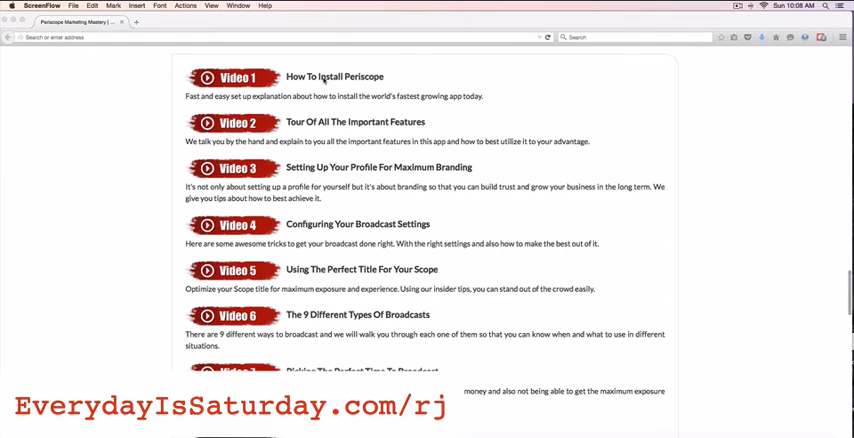 ScreenFlow File Edit Mark Insert Font Actions View Window Help Sun 10:08 AM
Periscope Marketing Mastery | ...
Search or enter address Search
Video 1 How To Install Periscope
Fast and easy set up explanation about how to install the world's fastest growing app today.
Video 2 Tour Of All The Important Features
We talk you by the hand and explain to you all the important features in this app and how to best utilize it to your advantage.
Video 3 Setting Up Your Profile For Maximum Branding
It's not only about setting up a profile for yourself but it's about branding so that you can build trust and grow your business in the long term. We
give you tips about how to best achieve it.
Video 4 Configuring Your Broadcast Settings
Here are some awesome tricks to get your broadcast done right. With the right settings and also how to make the best out of it.
Video 5 Using The Perfect Title For Your Scope
Optimize your Scope title for maximum exposure and experience. Using our insider tips, you can stand out of the crowd easily.
Video 6 The 9 Different Types Of Broadcasts
There are 9 different ways to broadcast and we will walk you through each one of them so that you can know when and what to use in different
situations.
Picking The Perfect Time To Broadcast
money and also not being able to get the maximum exposure
EverydayIsSaturday.com/rj